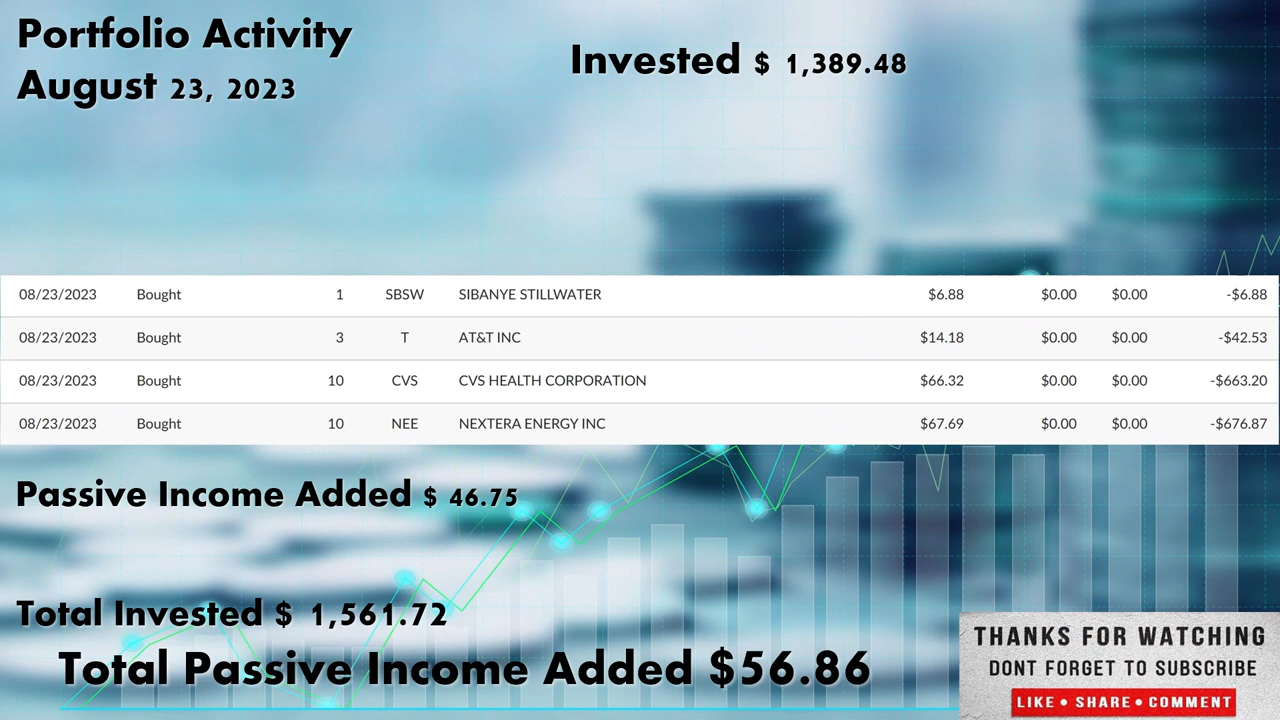 Portfolio Activity
August 23, 2023
Invested $ 1,389.48
08/23/2023 Bought 1 SBSW SIBANYE STILLWATER $6.88 $0.00 $0.00 -$6.88
08/23/2023 Bought 3 T AT&T INC $14.18 $0.00 $0.00 -$42.53
08/23/2023 Bought 10 CVS CVS HEALTH CORPORATION $66.32 $0.00 $0.00 -$663.20
08/23/2023 Bought 10 NEE NEXTERA ENERGY INC $67.69 $0.00 $0.00 -$676.87
Passive Income Added $ 46.75
Total Invested $ 1,561.72
Total Passive Income Added $56.86
THANKS FOR WATCHING
DONT FORGET TO SUBSCRIBE
LIKE • SHARE • COMMENT